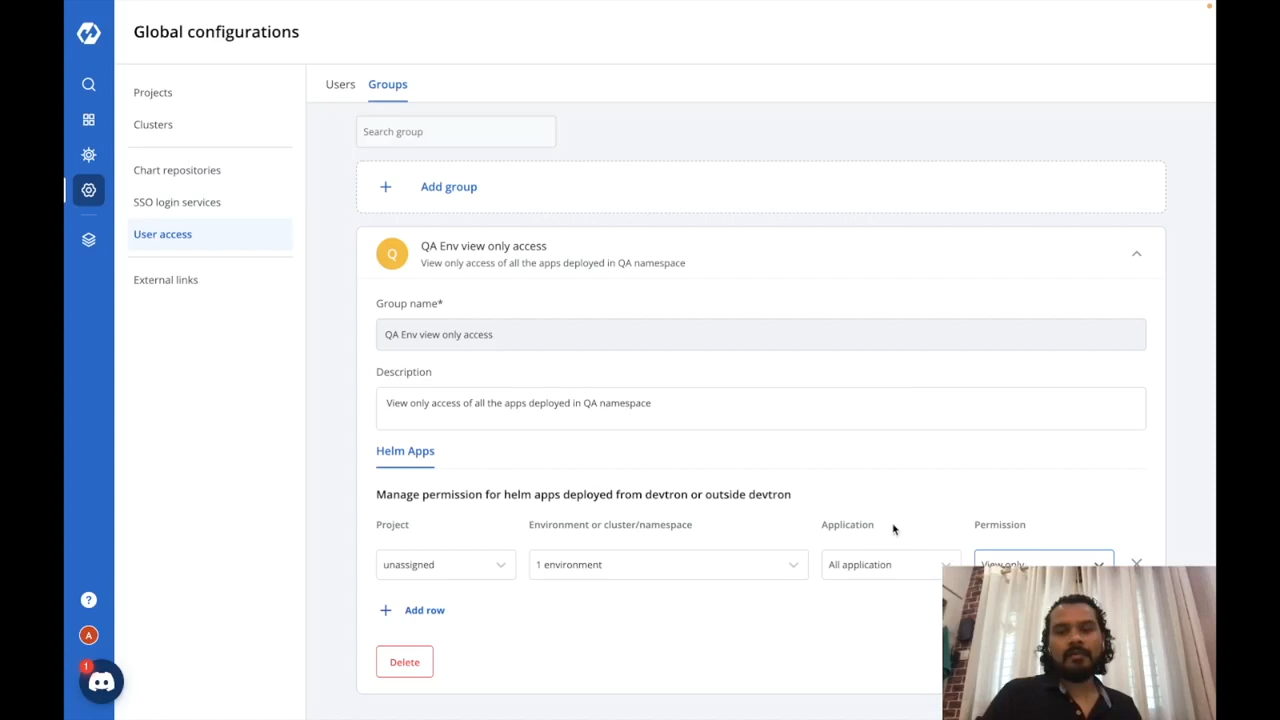 Global configurations
Projects
Clusters
Chart repositories
SSO login services
User access
External links
Users Groups
Search group
+ Add group
Q
QA Env view only access
View only access of all the apps deployed in QA namespace
Group name*
QA Env view only access
Description
View only access of all the apps deployed in QA namespace
Helm Apps
Manage permission for helm apps deployed from devtron or outside devtron
Project Environment or cluster/namespace Application Permission
unassigned 1 environment All application View only
+ Add row
Delete
?
A
1